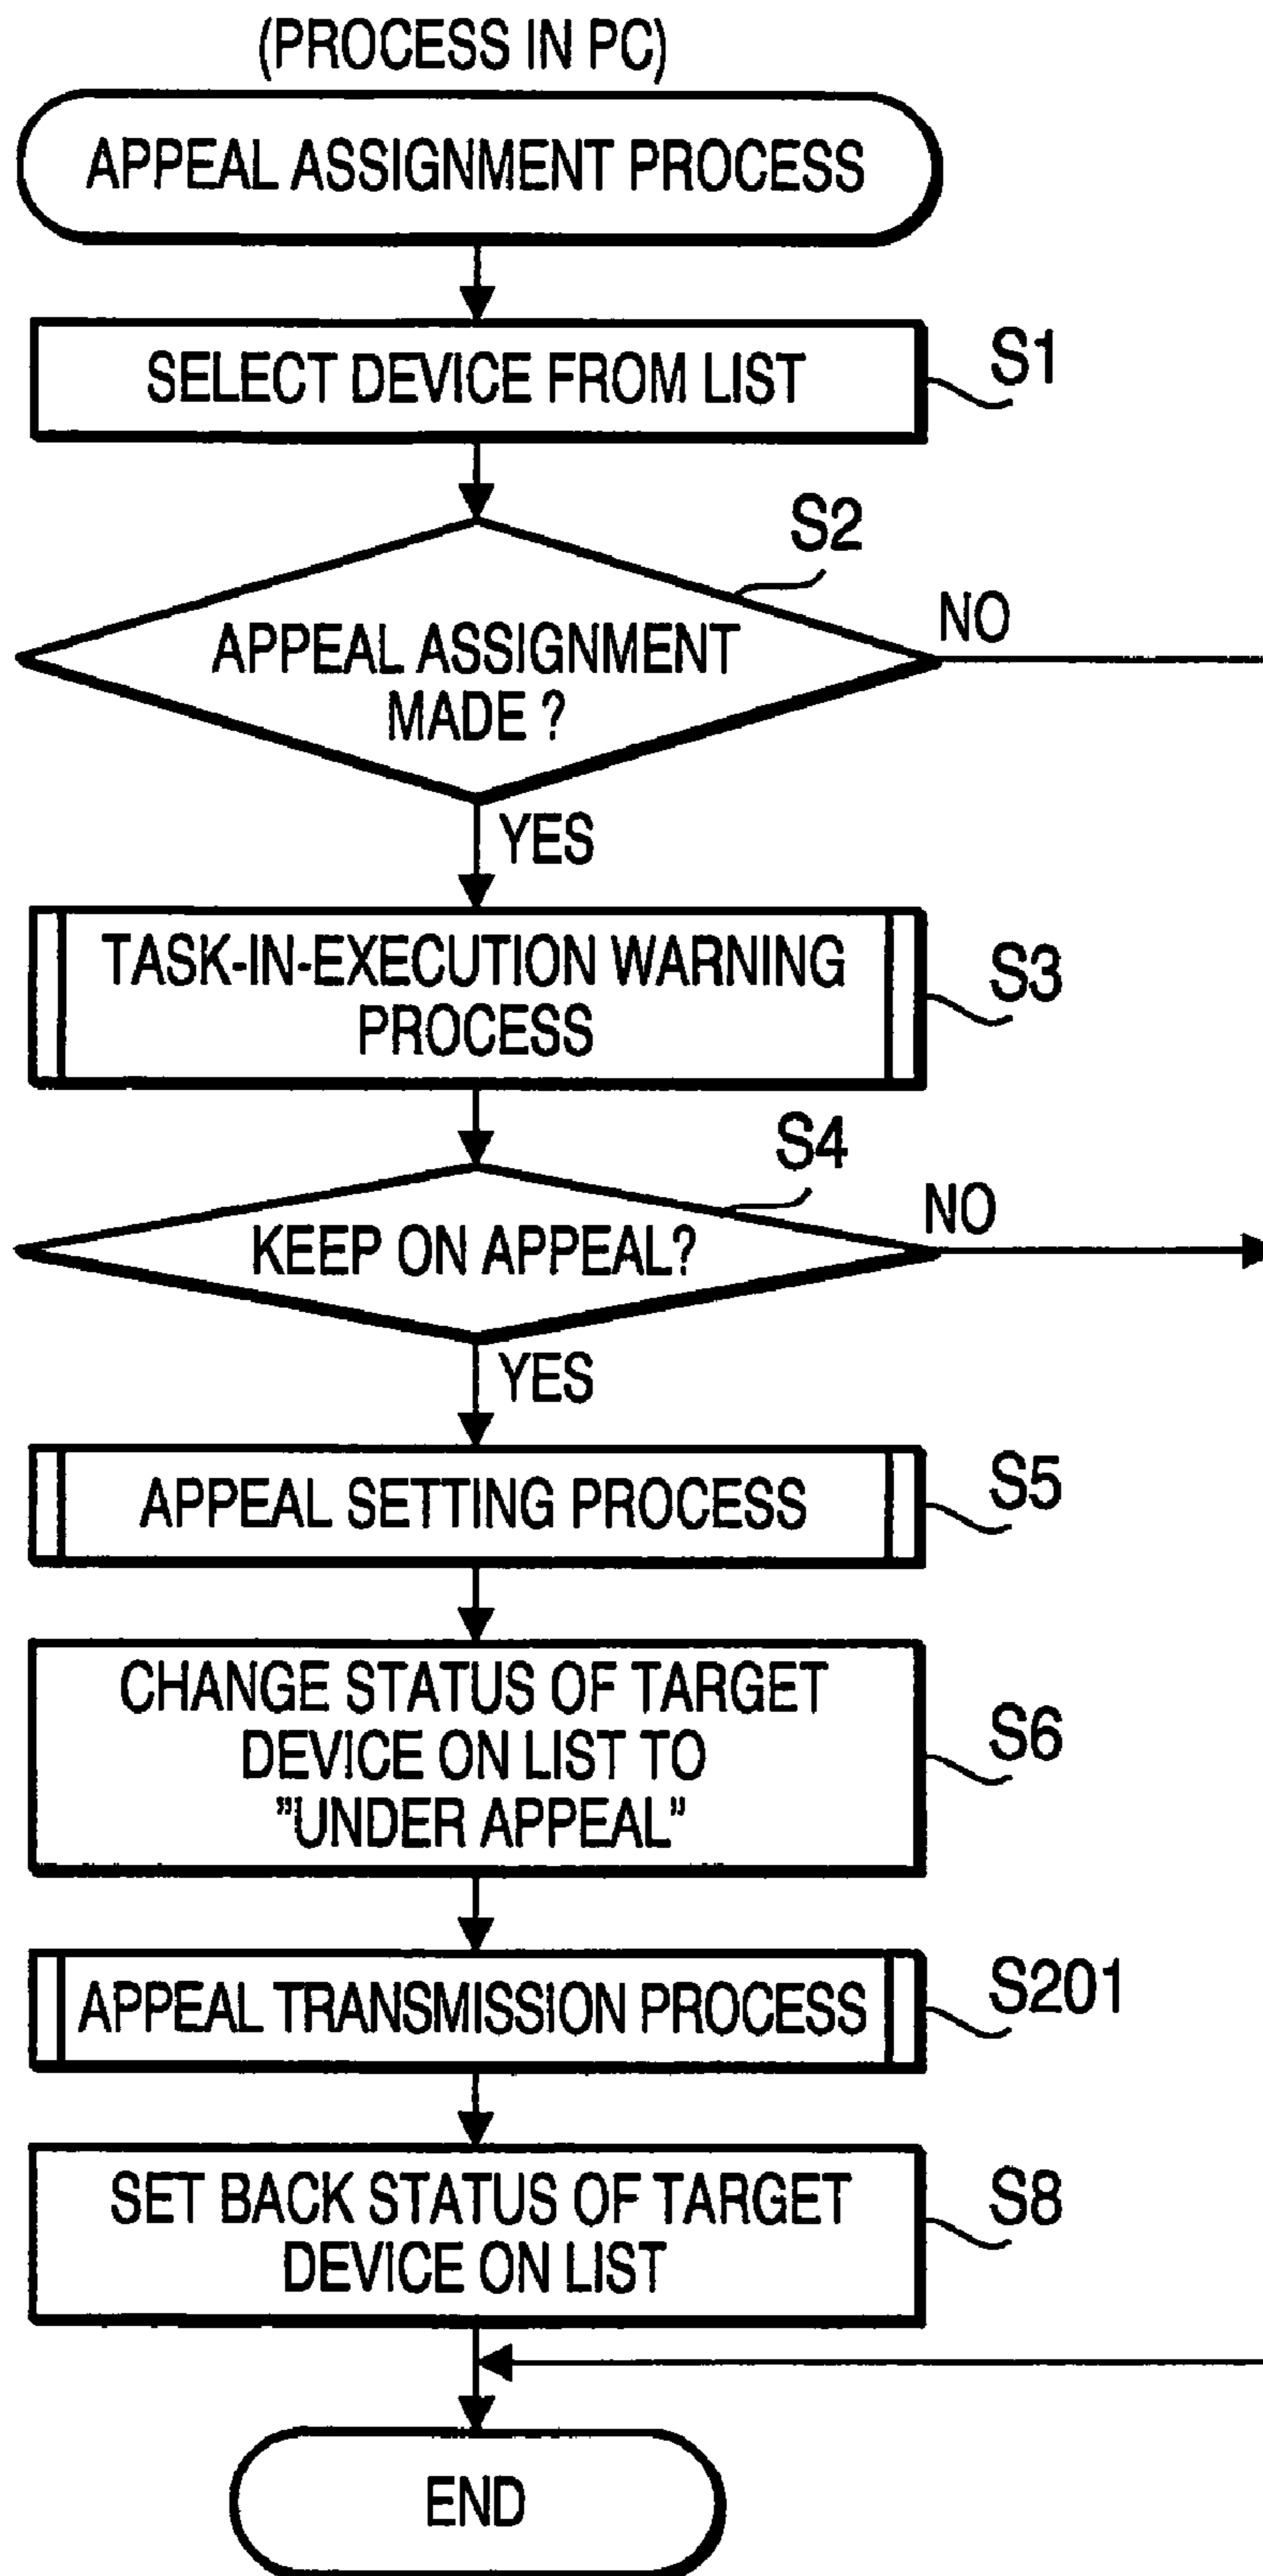 (PROCESS IN PC)
APPEAL ASSIGNMENT PROCESS
SELECT DEVICE FROM LIST
S1
S2
APPEAL ASSIGNMENT
MADE ?
NO
YES
TASK-IN-EXECUTION WARNING
PROCESS
S3
S4
KEEP ON APPEAL?
NO
YES
APPEAL SETTING PROCESS
S5
CHANGE STATUS OF TARGET
DEVICE ON LIST TO
"UNDER APPEAL"
S6
APPEAL TRANSMISSION PROCESS
S201
SET BACK STATUS OF TARGET
DEVICE ON LIST
S8
END